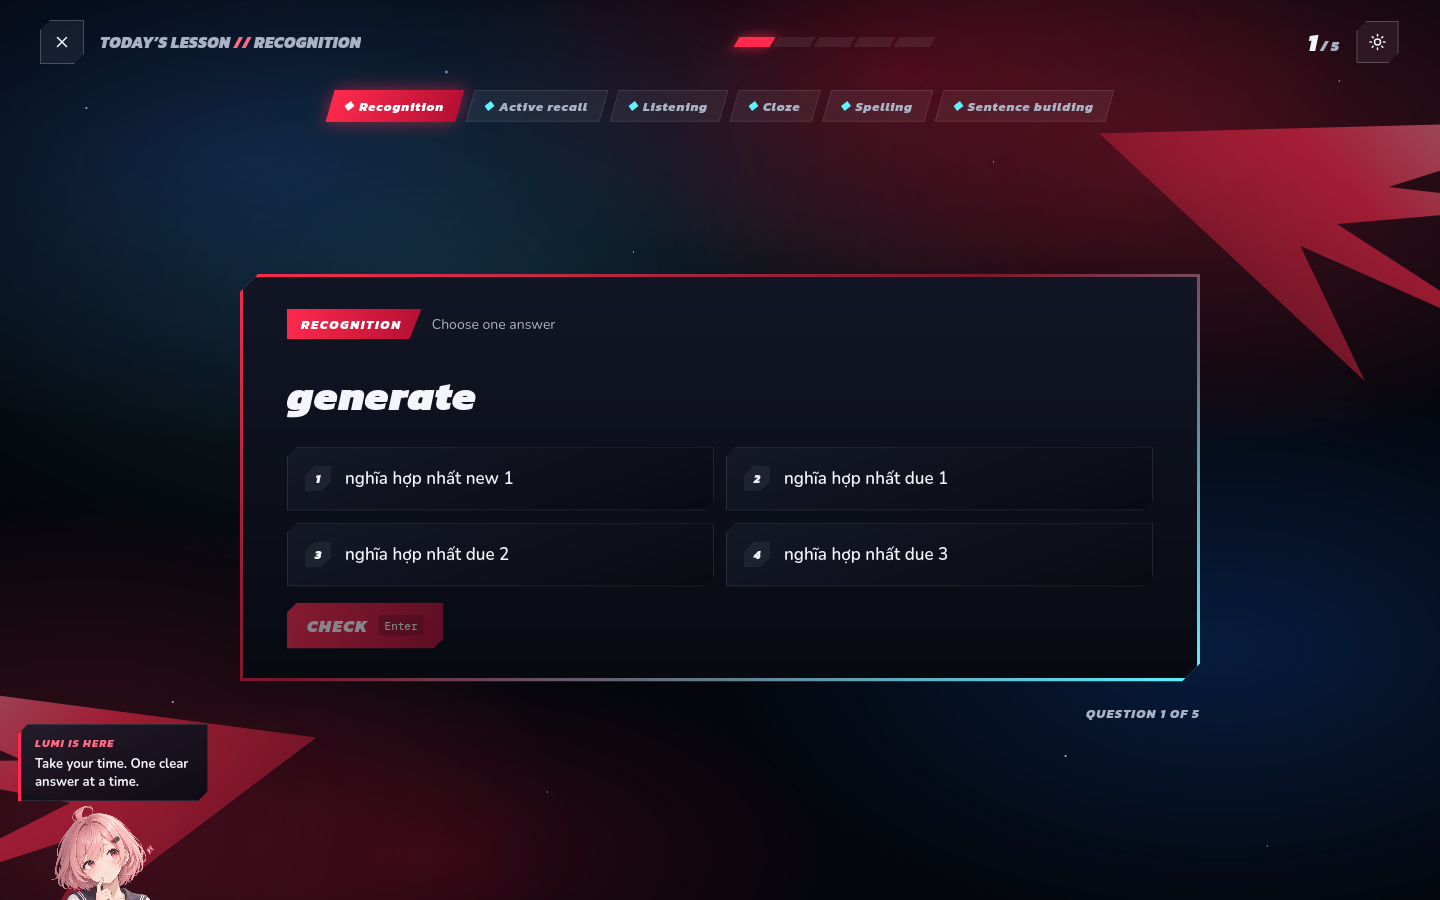 TODAY'S LESSON // RECOGNITION
1 / 5
Recognition
Active recall
Listening
Cloze
Spelling
Sentence building
RECOGNITION Choose one answer
generate
1 nghĩa hợp nhất new 1
2 nghĩa hợp nhất due 1
3 nghĩa hợp nhất due 2
4 nghĩa hợp nhất due 3
CHECK Enter
QUESTION 1 OF 5
LUMI IS HERE
Take your time. One clear
answer at a time.